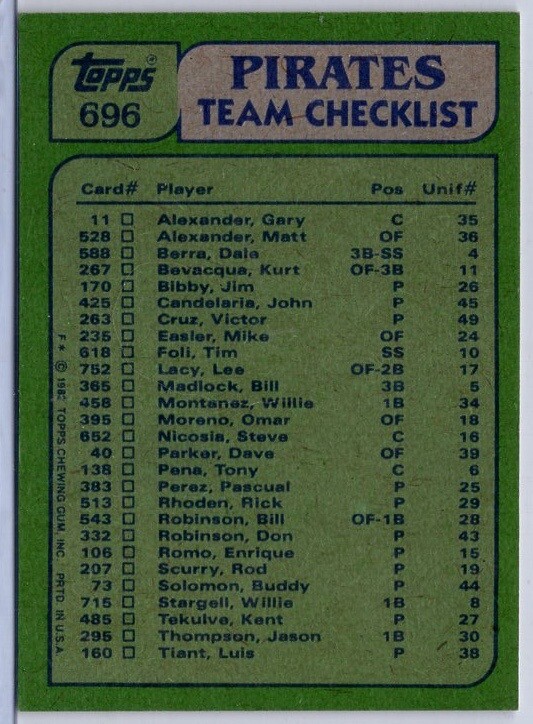 topps®
696
PIRATES
TEAM CHECKLIST
Card# Player Pos Unif#
11 Alexander, Gary C 35
528 Alexander, Matt OF 36
588 Berra, Dale 3B-SS 4
267 Bevacqua, Kurt OF-3B 11
170 Bibby, Jim P 26
425 Candelaria, John P 45
263 Cruz, Victor P 49
235 Easler, Mike OF 24
618 Foli, Tim SS 10
752 Lacy, Lee OF-2B 17
365 Madlock, Bill 3B 5
458 Montanez, Willie 1B 34
395 Moreno, Omar OF 18
652 Nicosia, Steve C 16
40 Parker, Dave OF 39
138 Pena, Tony C 6
383 Perez, Pascual P 25
513 Rhoden, Rick P 29
543 Robinson, Bill OF-1B 28
332 Robinson, Don P 43
106 Romo, Enrique P 15
207 Scurry, Rod P 19
73 Solomon, Buddy P 44
715 Stargell, Willie 1B 8
485 Tekulve, Kent P 27
295 Thompson, Jason 1B 30
160 Tiant, Luis P 38
F* © 1982 TOPPS CHEWING GUM, INC. PRTD. IN U.S.A.